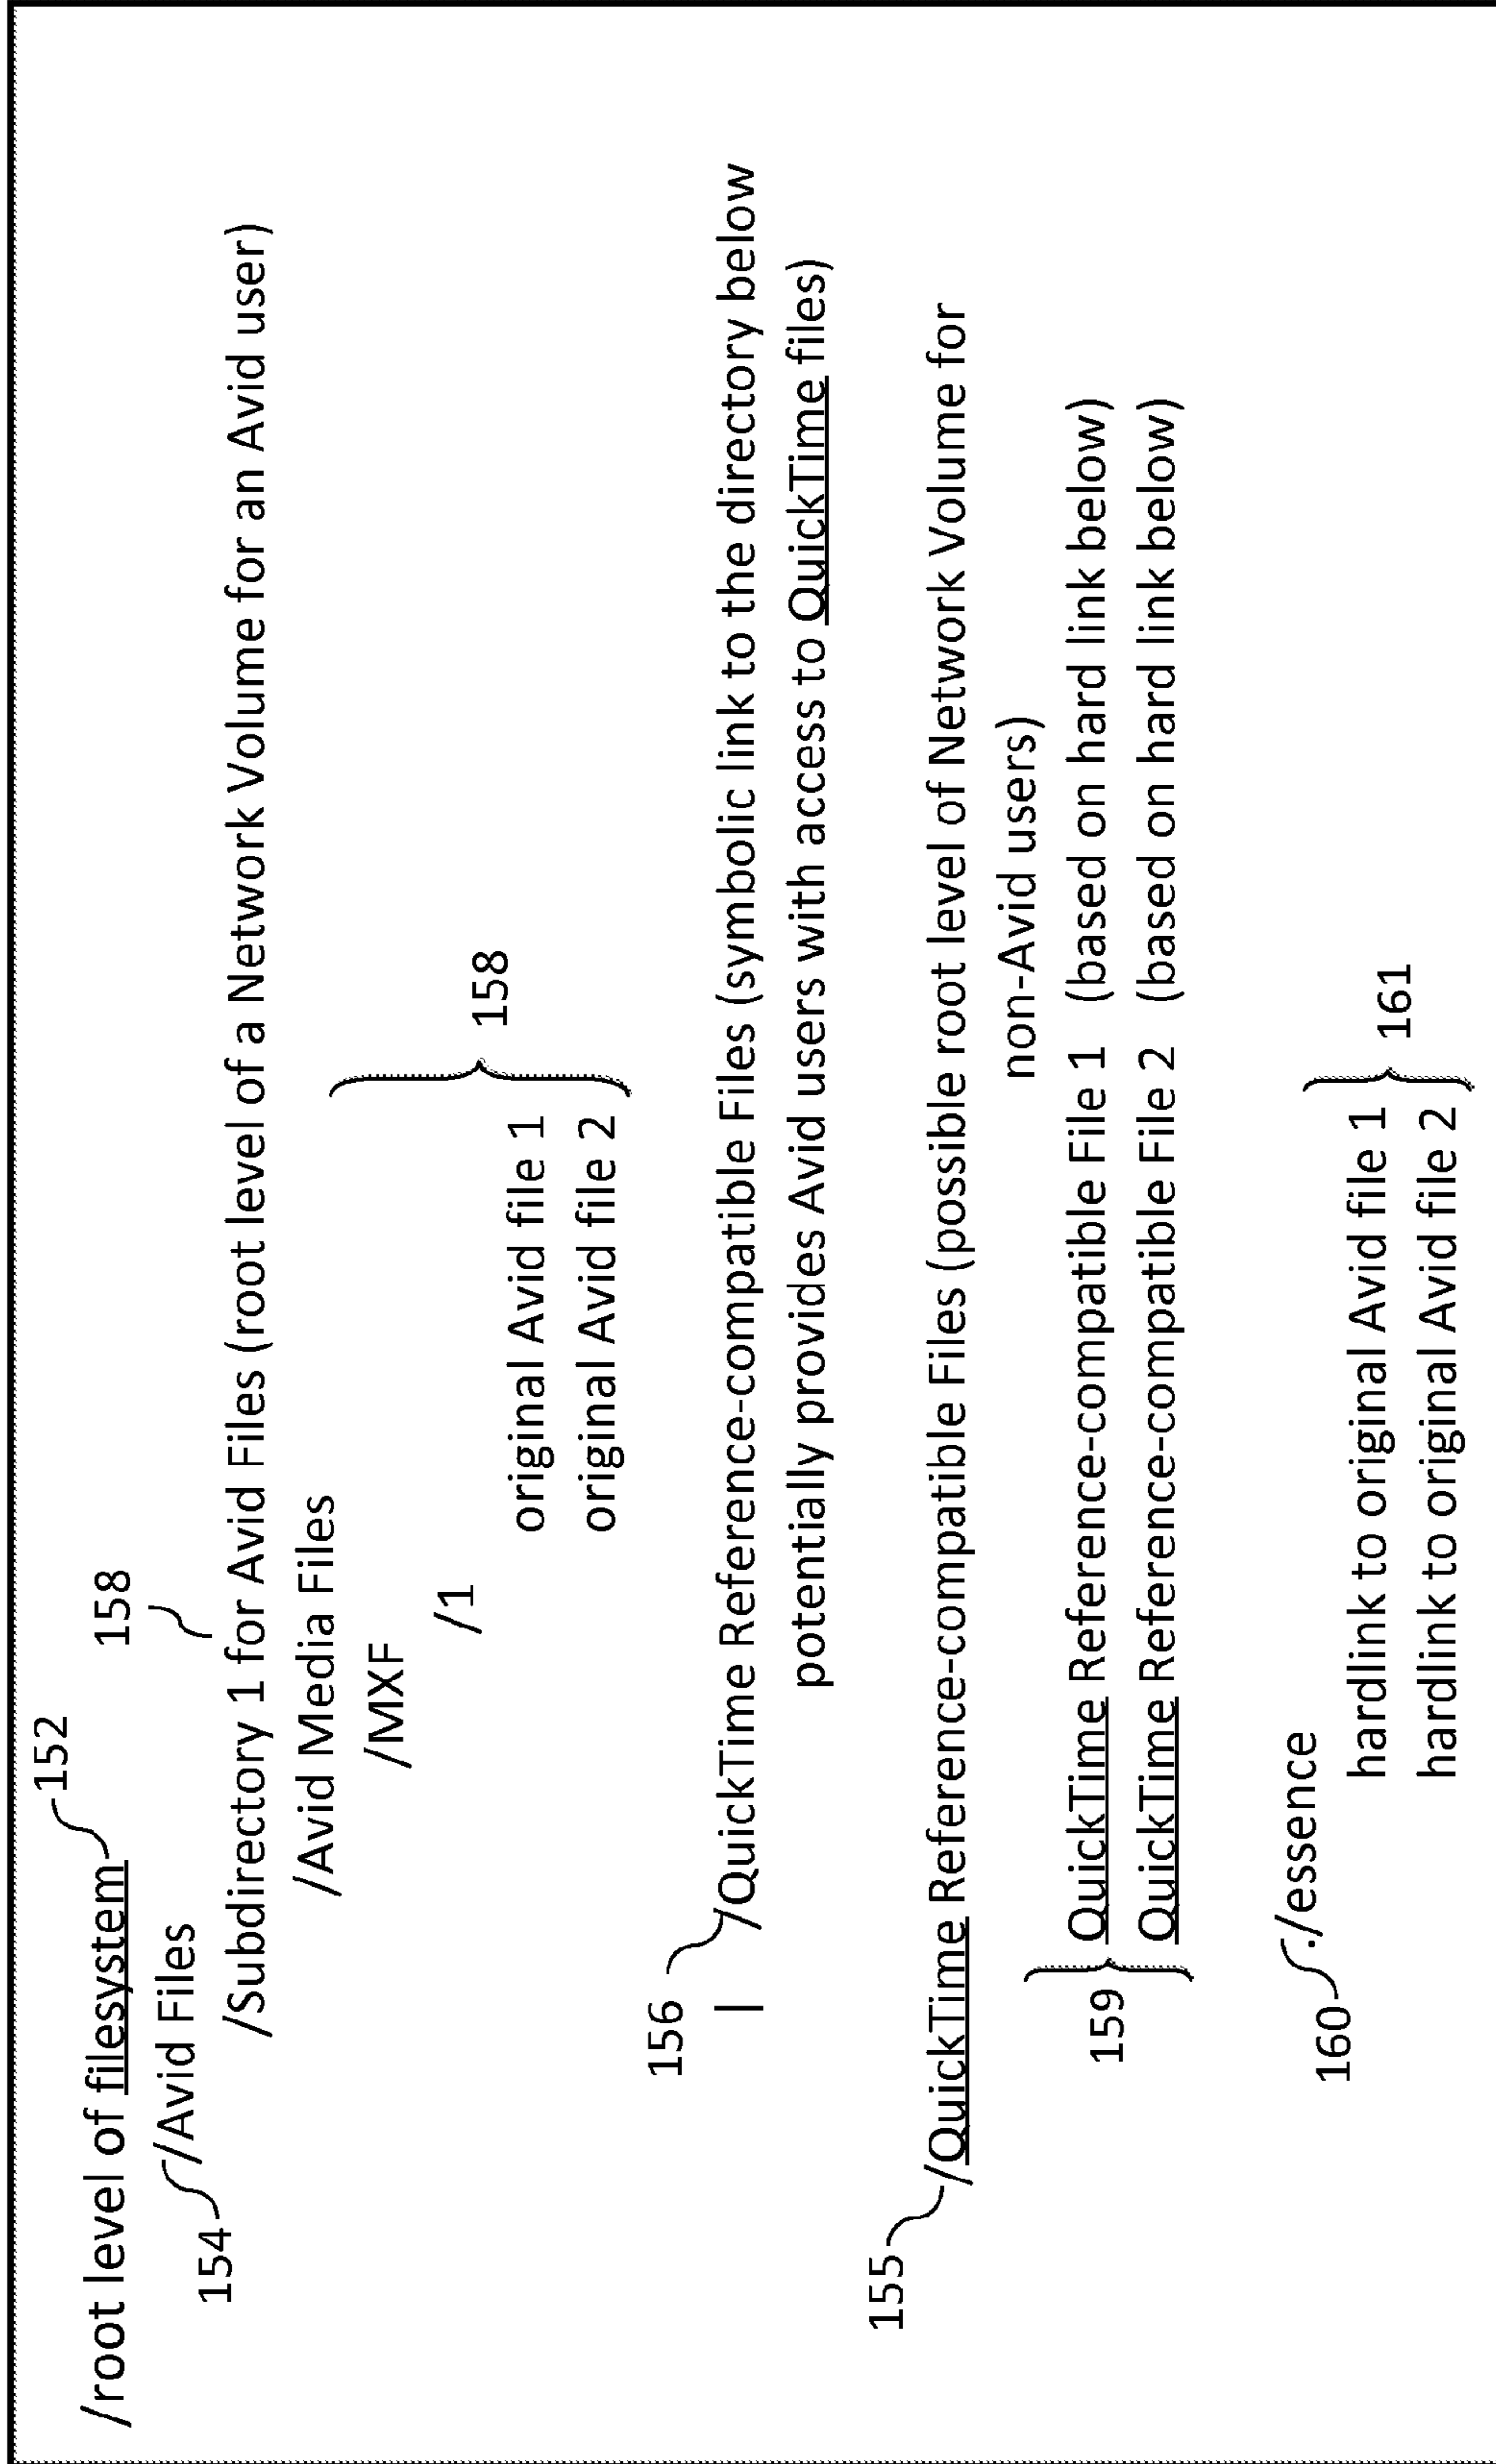 /root level of filesystem 152
154 /Avid Files
158
/Subdirectory 1 for Avid Files (root level of a Network Volume for an Avid user)
/Avid Media Files
/MXF
/1
original Avid file 1
original Avid file 2
158
156
| /QuickTime Reference-compatible Files (symbolic link to the directory below
potentially provides Avid users with access to QuickTime files)
155 /QuickTime Reference-compatible Files (possible root level of Network Volume for
non-Avid users)
QuickTime Reference-compatible File 1 (based on hard link below)
QuickTime Reference-compatible File 2 (based on hard link below)
159
160 ./essence
hardlink to original Avid file 1
hardlink to original Avid file 2
161